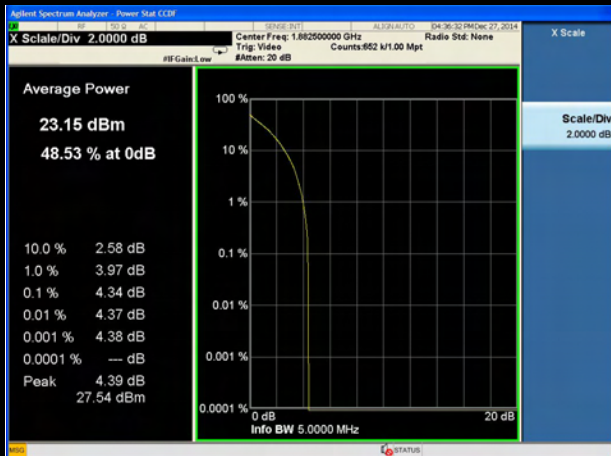 Agilent Spectrum Analyzer - Power Stat CCDF
RF 50 Ω AC SENSE:INT ALIGN AUTO 04:36:32 PM Dec 27, 2014
X Sclale/Div 2.0000 dB
Center Freq: 1.882500000 GHz Radio Std: None
Trig: Video Counts:652 k/1.00 Mpt
#IFGain:Low #Atten: 20 dB
X Scale
Scale/Div
2.0000 dB
Average Power
23.15 dBm
48.53 % at 0dB
10.0 % 2.58 dB
1.0 % 3.97 dB
0.1 % 4.34 dB
0.01 % 4.37 dB
0.001 % 4.38 dB
0.0001 % --- dB
Peak 4.39 dB
27.54 dBm
100 %
10 %
1 %
0.1 %
0.01 %
0.001 %
0.0001 %
0 dB 20 dB
Info BW 5.0000 MHz
MSG STATUS